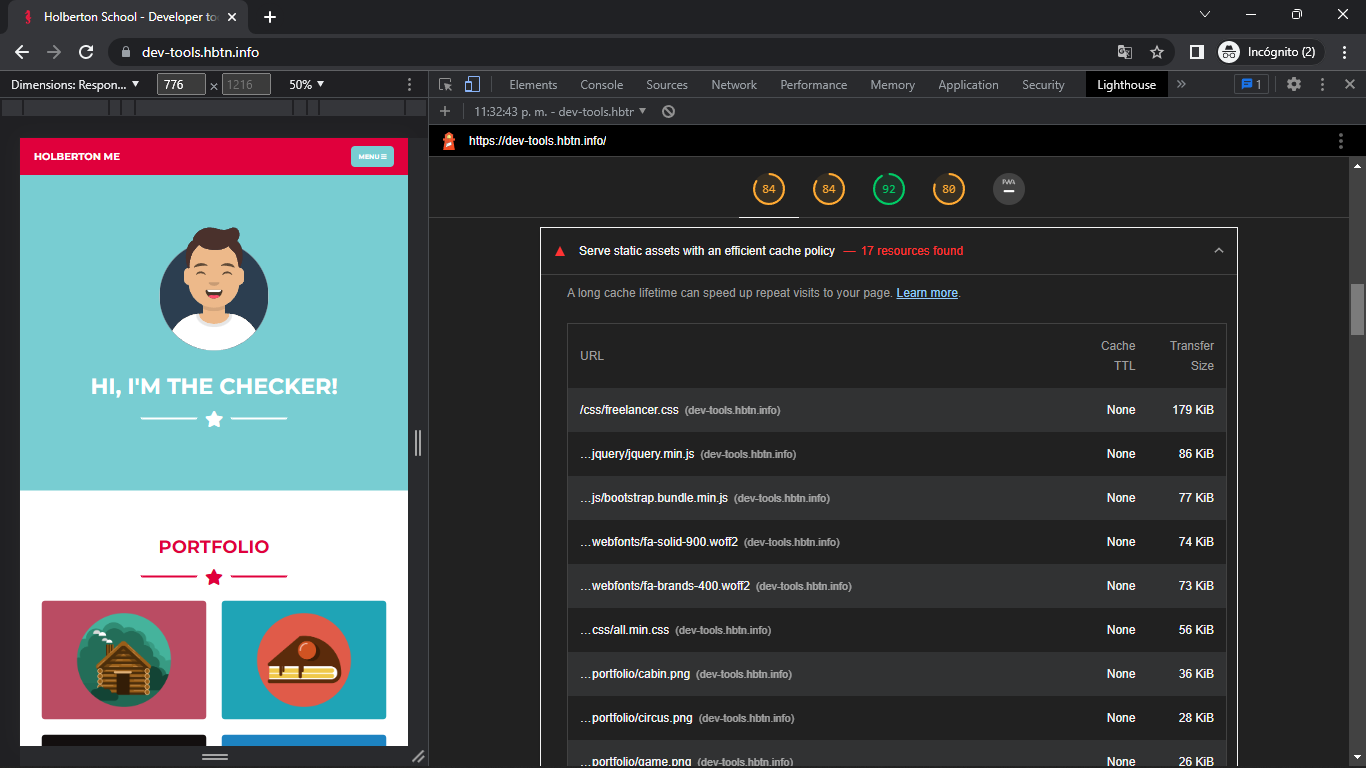 Holberton School - Developer to
dev-tools.hbtn.info
Incógnito (2)
Dimensions: Respon... ▼ 776 × 1216 50% ▼
Elements Console Sources Network Performance Memory Application Security Lighthouse » 1
11:32:43 p. m. - dev-tools.hbtr ▼
https://dev-tools.hbtn.info/
HOLBERTON ME
MENU
HI, I'M THE CHECKER!
PORTFOLIO
84 84 92 80 PWA
Serve static assets with an efficient cache policy — 17 resources found
A long cache lifetime can speed up repeat visits to your page. Learn more.
URL Cache TTL Transfer Size
/css/freelancer.css (dev-tools.hbtn.info) None 179 KiB
…jquery/jquery.min.js (dev-tools.hbtn.info) None 86 KiB
…js/bootstrap.bundle.min.js (dev-tools.hbtn.info) None 77 KiB
…webfonts/fa-solid-900.woff2 (dev-tools.hbtn.info) None 74 KiB
…webfonts/fa-brands-400.woff2 (dev-tools.hbtn.info) None 73 KiB
…css/all.min.css (dev-tools.hbtn.info) None 56 KiB
…portfolio/cabin.png (dev-tools.hbtn.info) None 36 KiB
…portfolio/circus.png (dev-tools.hbtn.info) None 28 KiB
…portfolio/game.png (dev-tools.hbtn.info) None 26 KiB